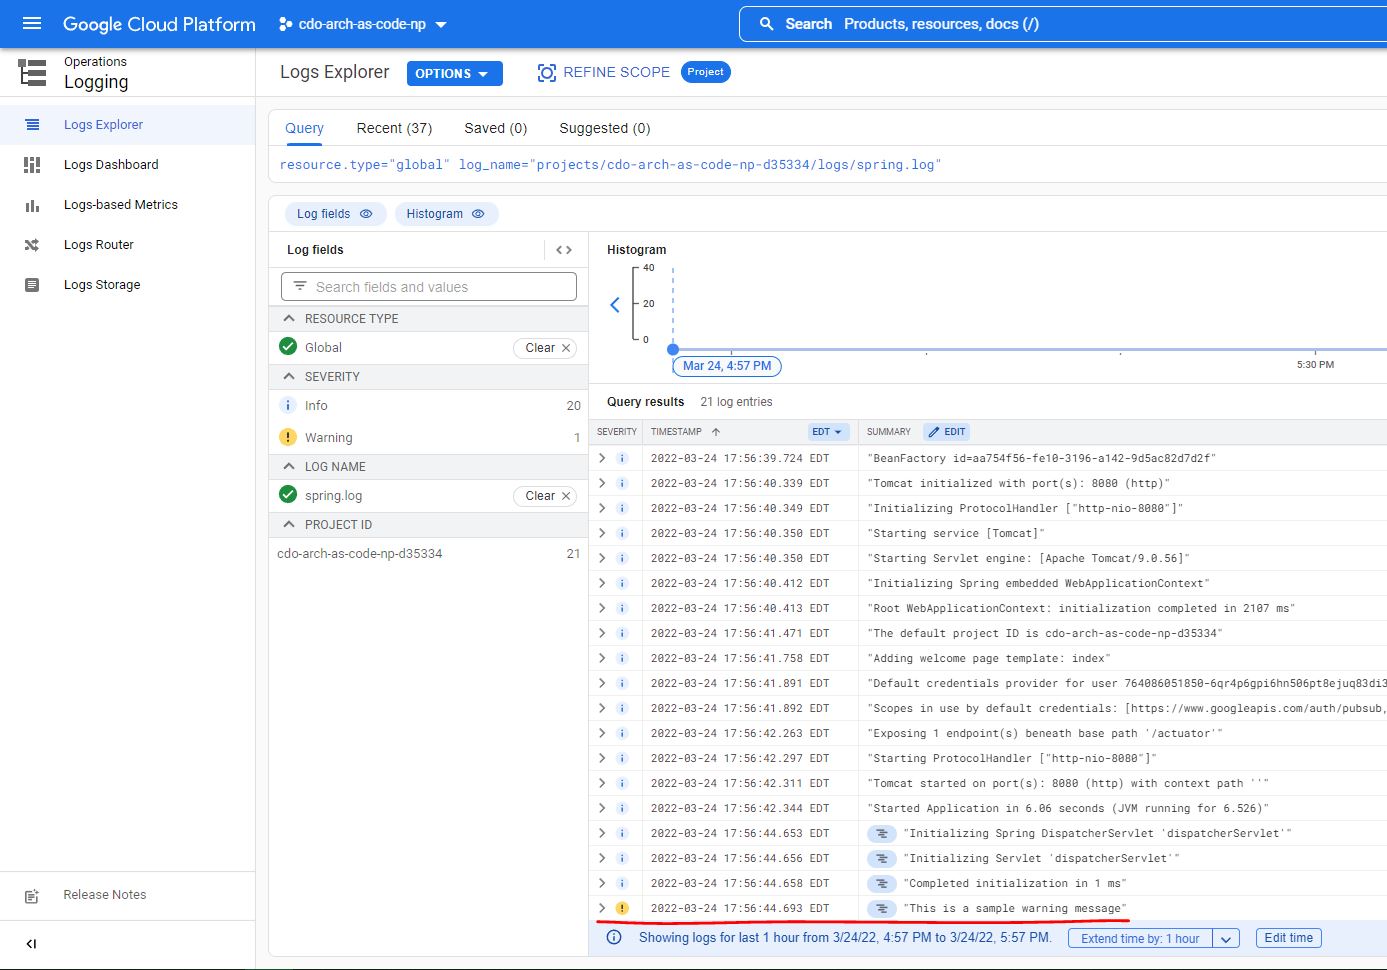 Google Cloud Platform
cdo-arch-as-code-np
Search Products, resources, docs (/)
Operations
Logging
Logs Explorer
OPTIONS
REFINE SCOPE
Project
Logs Explorer
Logs Dashboard
Logs-based Metrics
Logs Router
Logs Storage
Release Notes
Query
Recent (37)
Saved (0)
Suggested (0)
resource.type="global" log_name="projects/cdo-arch-as-code-np-d35334/logs/spring.log"
Log fields
Histogram
Log fields
Search fields and values
RESOURCE TYPE
Global
Clear
SEVERITY
Info 20
Warning 1
LOG NAME
spring.log
Clear
PROJECT ID
cdo-arch-as-code-np-d35334 21
Histogram
40
20
0
Mar 24, 4:57 PM
5:30 PM
Query results 21 log entries
SEVERITY TIMESTAMP EDT SUMMARY EDIT
2022-03-24 17:56:39.724 EDT "BeanFactory id=aa754f56-fe10-3196-a142-9d5ac82d7d2f"
2022-03-24 17:56:40.339 EDT "Tomcat initialized with port(s): 8080 (http)"
2022-03-24 17:56:40.349 EDT "Initializing ProtocolHandler ["http-nio-8080"]"
2022-03-24 17:56:40.350 EDT "Starting service [Tomcat]"
2022-03-24 17:56:40.350 EDT "Starting Servlet engine: [Apache Tomcat/9.0.56]"
2022-03-24 17:56:40.412 EDT "Initializing Spring embedded WebApplicationContext"
2022-03-24 17:56:40.413 EDT "Root WebApplicationContext: initialization completed in 2107 ms"
2022-03-24 17:56:41.471 EDT "The default project ID is cdo-arch-as-code-np-d35334"
2022-03-24 17:56:41.758 EDT "Adding welcome page template: index"
2022-03-24 17:56:41.891 EDT "Default credentials provider for user 764086051850-6qr4p6gpi6hn506pt8ejuq83di3
2022-03-24 17:56:41.892 EDT "Scopes in use by default credentials: [https://www.googleapis.com/auth/pubsub,
2022-03-24 17:56:42.263 EDT "Exposing 1 endpoint(s) beneath base path '/actuator'"
2022-03-24 17:56:42.297 EDT "Starting ProtocolHandler ["http-nio-8080"]"
2022-03-24 17:56:42.311 EDT "Tomcat started on port(s): 8080 (http) with context path ''"
2022-03-24 17:56:42.344 EDT "Started Application in 6.06 seconds (JVM running for 6.526)"
2022-03-24 17:56:44.653 EDT "Initializing Spring DispatcherServlet 'dispatcherServlet'"
2022-03-24 17:56:44.656 EDT "Initializing Servlet 'dispatcherServlet'"
2022-03-24 17:56:44.658 EDT "Completed initialization in 1 ms"
2022-03-24 17:56:44.693 EDT "This is a sample warning message"
Showing logs for last 1 hour from 3/24/22, 4:57 PM to 3/24/22, 5:57 PM.
Extend time by: 1 hour
Edit time